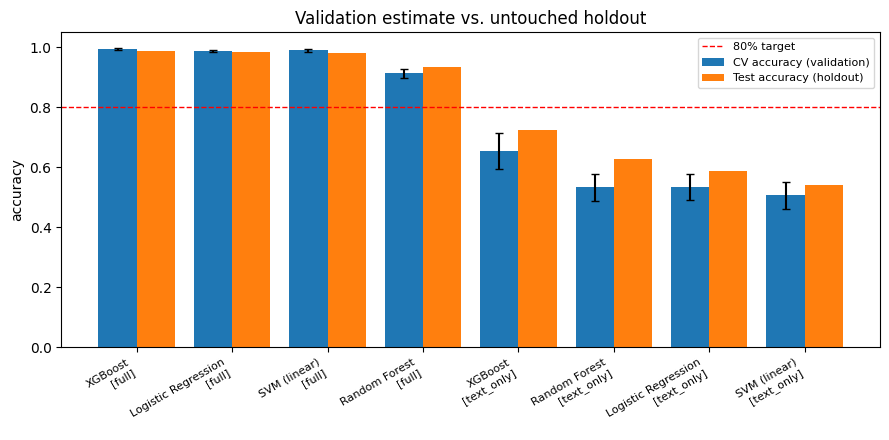 Validation estimate vs. untouched holdout
80% target
CV accuracy (validation)
Test accuracy (holdout)
accuracy
1.0
0.8
0.6
0.4
0.2
0.0
XGBoost
[full]
Logistic Regression
[full]
SVM (linear)
[full]
Random Forest
[full]
XGBoost
[text_only]
Random Forest
[text_only]
Logistic Regression
[text_only]
SVM (linear)
[text_only]